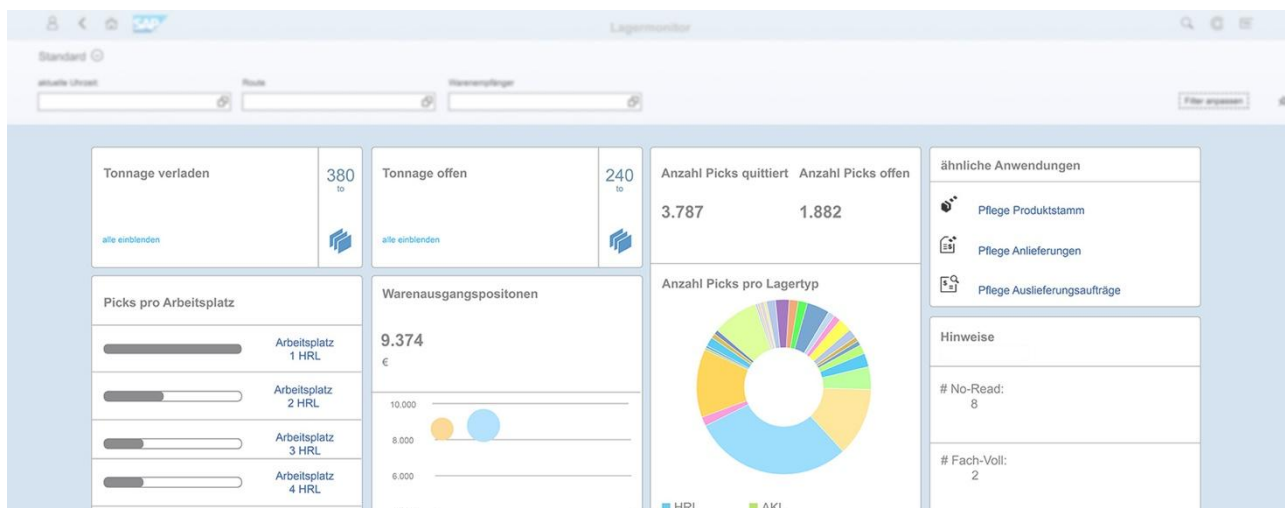 SAP
Lagermonitor
Standard
aktuelle Uhrzeit
Route
Warenempfänger
Filter anpassen
Tonnage verladen
380
to
alle einblenden
Tonnage offen
240
to
alle einblenden
Anzahl Picks quittiert
Anzahl Picks offen
3.787
1.882
ähnliche Anwendungen
Pflege Produktstamm
Pflege Anlieferungen
Pflege Auslieferungsaufträge
Picks pro Arbeitsplatz
Arbeitsplatz
1 HRL
Arbeitsplatz
2 HRL
Arbeitsplatz
3 HRL
Arbeitsplatz
4 HRL
Warenausgangspositonen
9.374
€
10.000
8.000
6.000
Anzahl Picks pro Lagertyp
HRL
AKL
Hinweise
# No-Read:
8
# Fach-Voll:
2